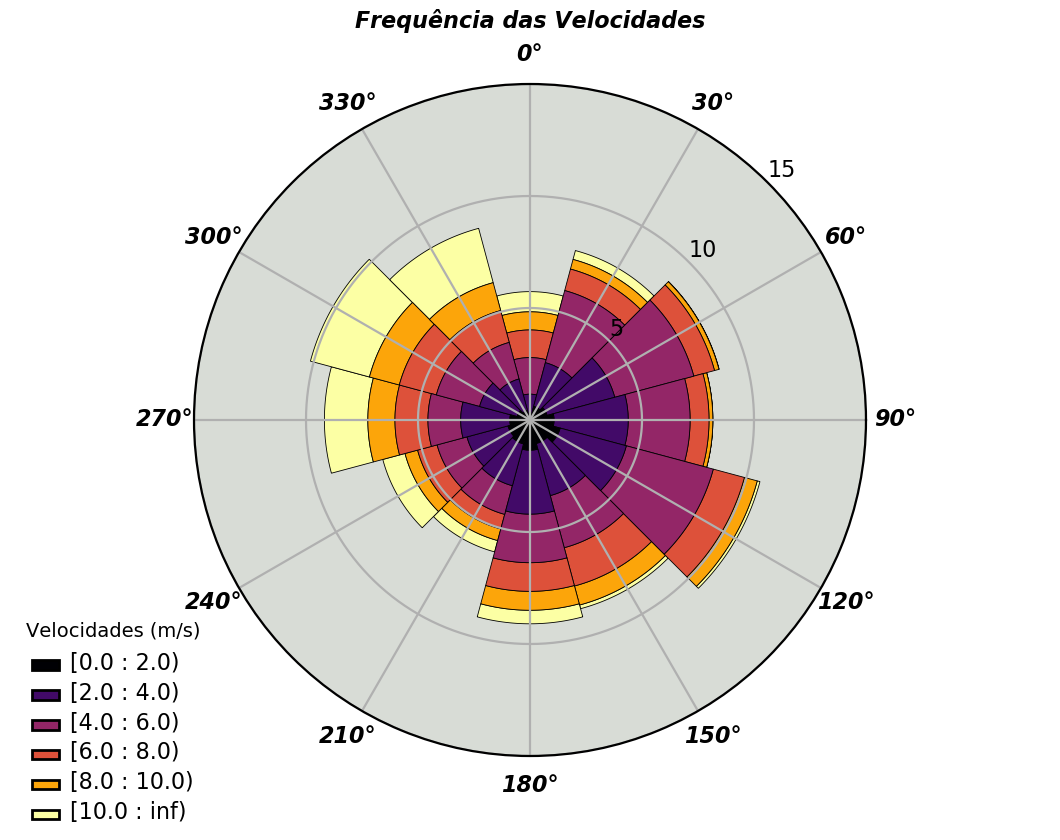 Frequência das Velocidades
0°
330°
30°
15
300°
60°
10
5
270°
90°
240°
120°
210°
150°
180°
Velocidades (m/s)
[0.0 : 2.0)
[2.0 : 4.0)
[4.0 : 6.0)
[6.0 : 8.0)
[8.0 : 10.0)
[10.0 : inf)